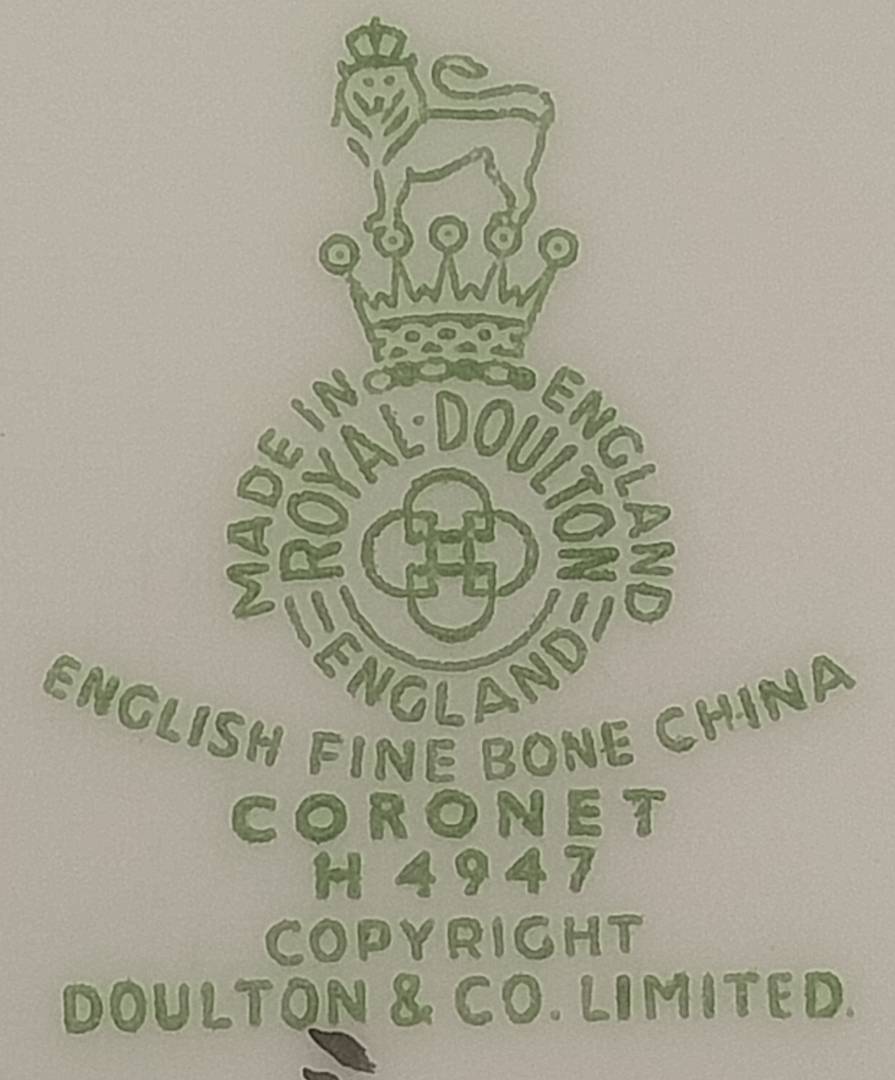 MADE IN ENGLAND
ROYAL·DOULTON
ENGLAND
ENGLISH FINE BONE CHINA
CORONET
H 4947
COPYRIGHT
DOULTON & CO. LIMITED.